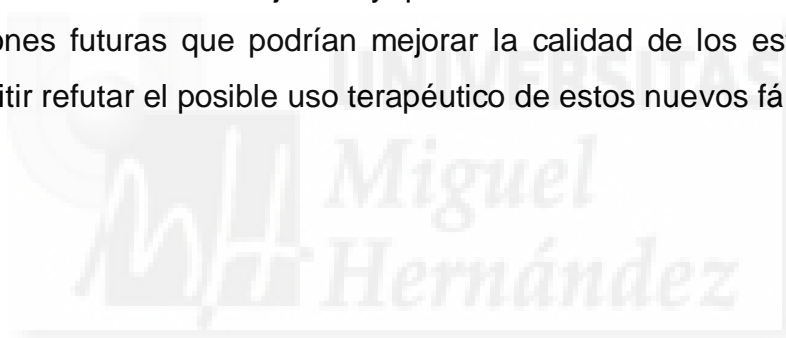 ones futuras que podrían mejorar la calidad de los es
itir refutar el posible uso terapéutico de estos nuevos fá
UNIVERSITAS
Miguel
Hernández